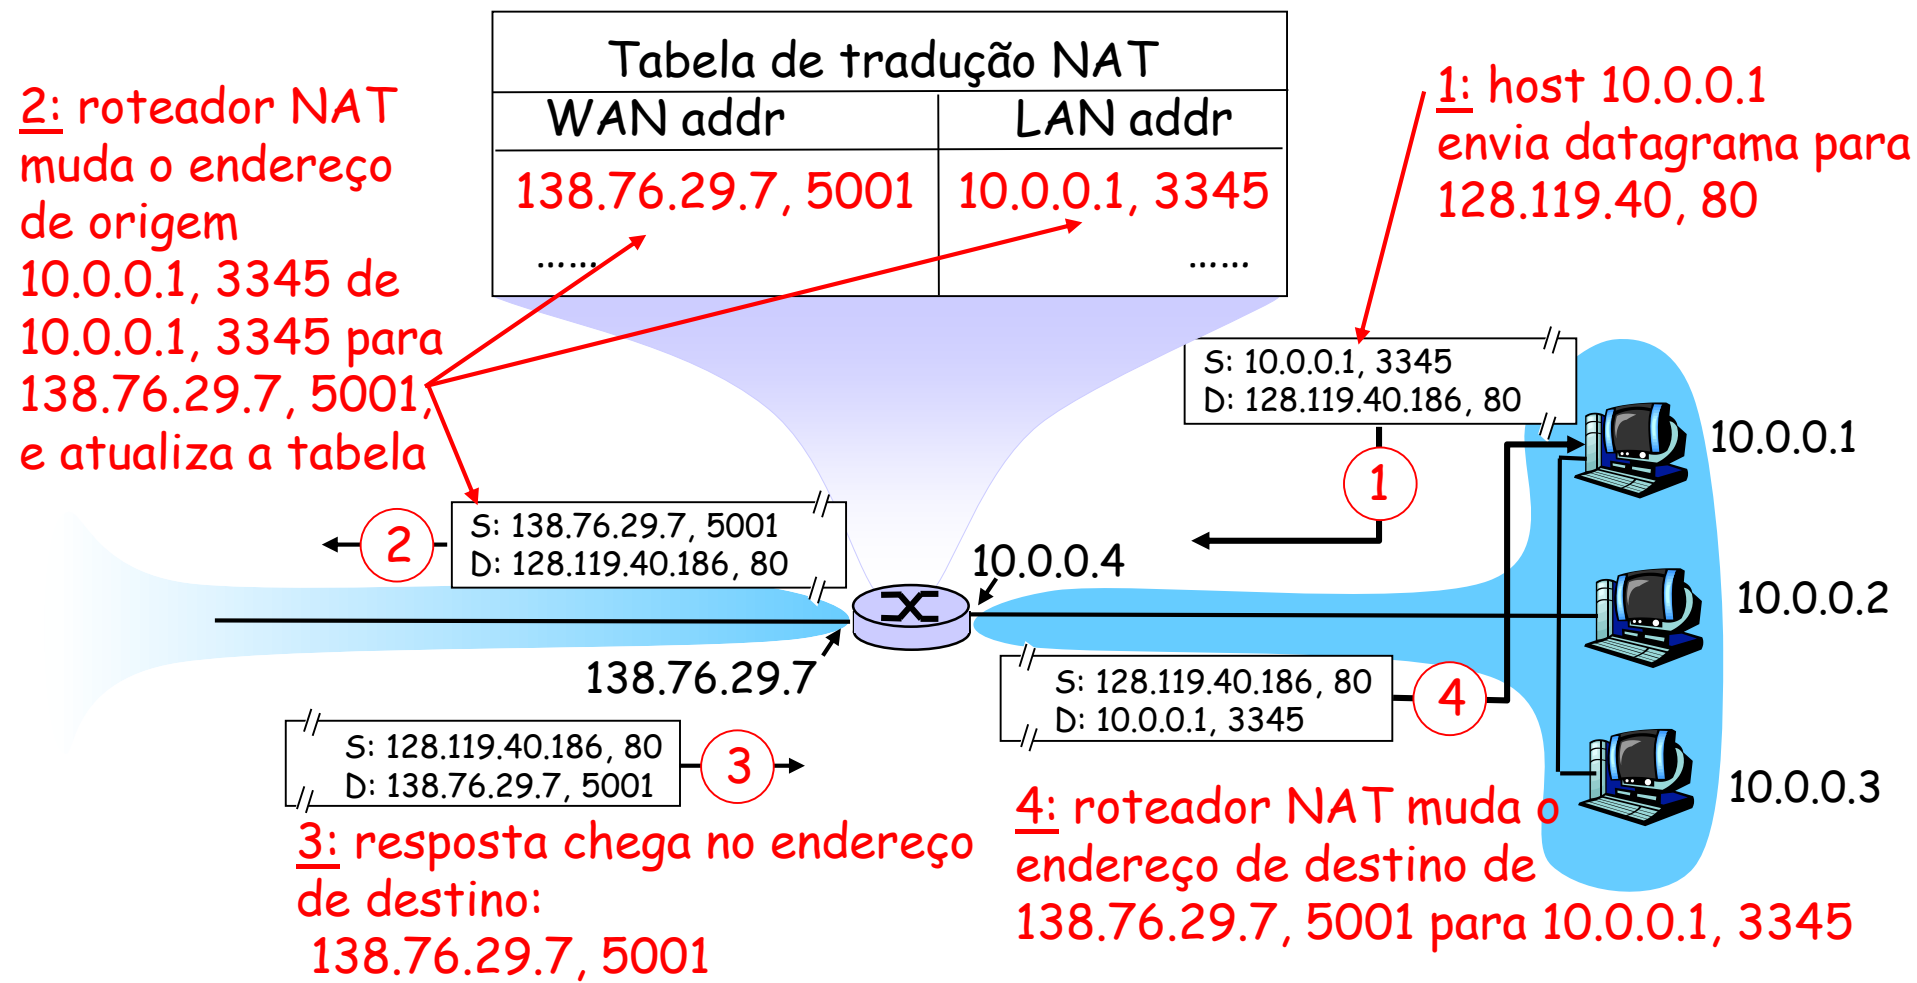 Tabela de tradução NAT
WAN addr
LAN addr
138.76.29.7, 5001
10.0.0.1, 3345
......
......
1: host 10.0.0.1
envia datagrama para
128.119.40, 80
2: roteador NAT
muda o endereço
de origem
10.0.0.1, 3345 de
10.0.0.1, 3345 para
138.76.29.7, 5001,
e atualiza a tabela
S: 10.0.0.1, 3345
D: 128.119.40.186, 80
1
10.0.0.1
S: 138.76.29.7, 5001
D: 128.119.40.186, 80
2
10.0.0.4
10.0.0.2
138.76.29.7
S: 128.119.40.186, 80
D: 10.0.0.1, 3345
4
S: 128.119.40.186, 80
D: 138.76.29.7, 5001
3
10.0.0.3
3: resposta chega no endereço
de destino:
138.76.29.7, 5001
4: roteador NAT muda o
endereço de destino de
138.76.29.7, 5001 para 10.0.0.1, 3345